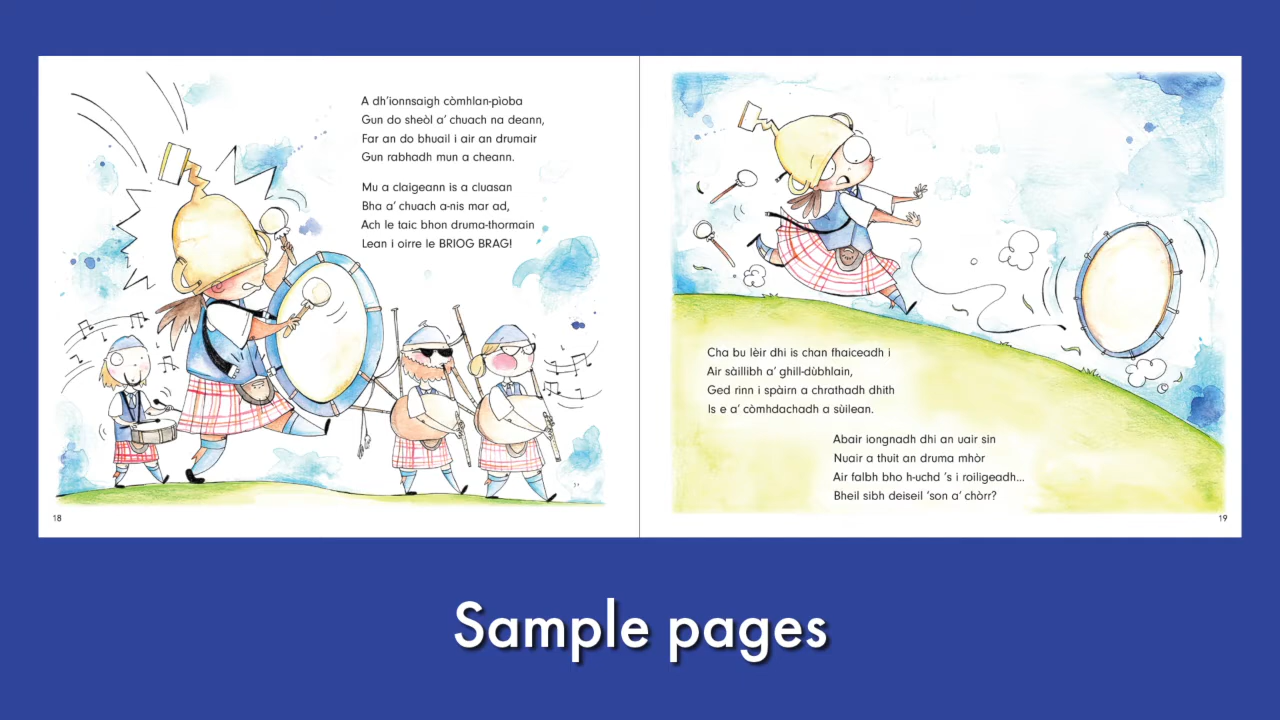 A dh'ionnsaigh còmhlan-pìoba
Gun do sheòl a' chuach na deann,
Far an do bhuail i air an drumair
Gun rabhadh mun a cheann.
Mu a claigeann is a cluasan
Bha a' chuach a-nis mar ad,
Ach le taic bhon druma-thormain
Lean i oirre le BRIOG BRAG!
18
Cha bu lèir dhi is chan fhaiceadh i
Air sàillibh a' ghill-dùbhlain,
Ged rinn i spàirn a chrathadh dhith
Is e a' còmhdachadh a sùilean.
Abair iongnadh dhi an uair sin
Nuair a thuit an druma mhòr
Air falbh bho h-uchd 's i roiligeadh...
Bheil sibh deiseil 'son a' chòrr?
19
Sample pages